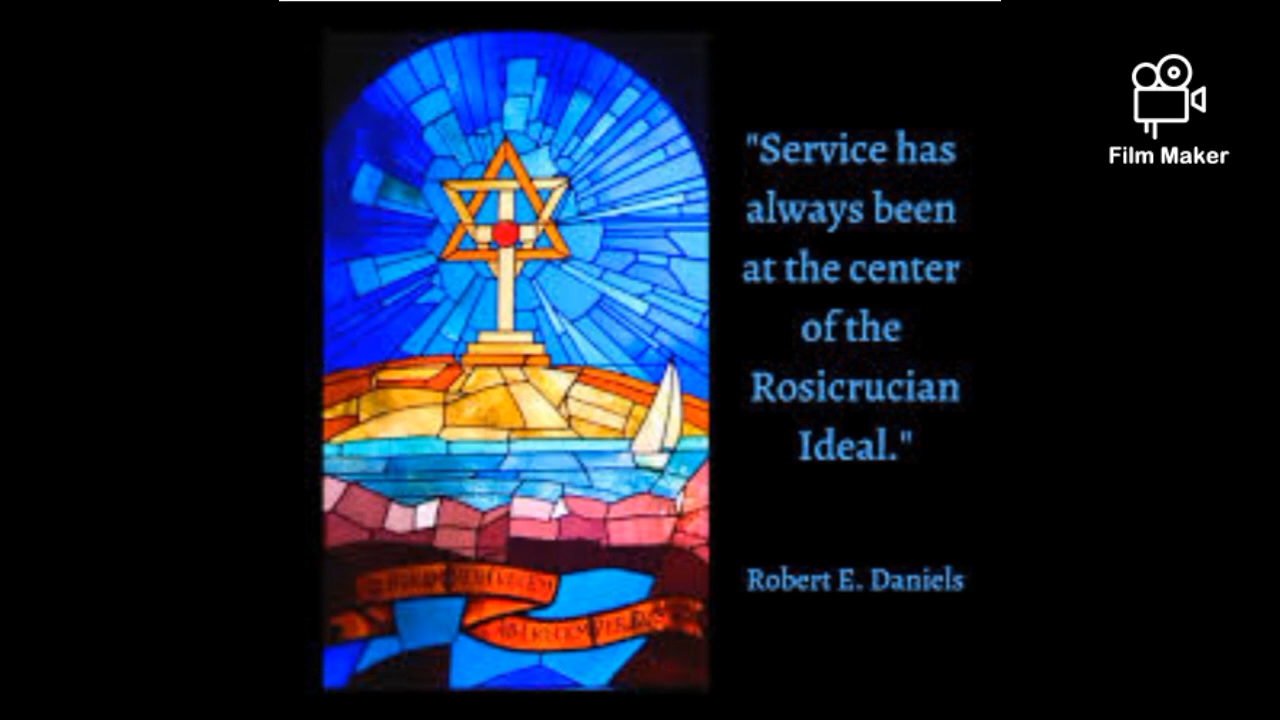 "Service has
always been
at the center
of the
Rosicrucian
Ideal."
Robert E. Daniels
Film Maker